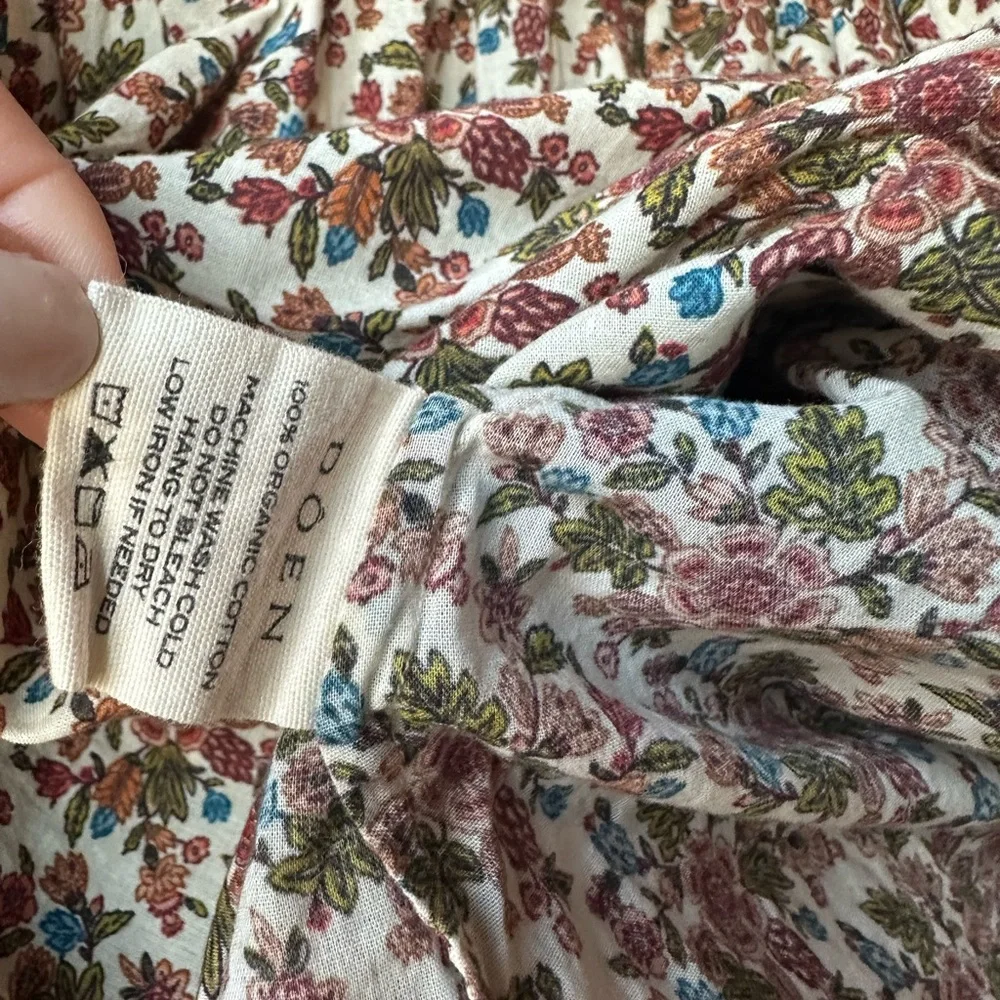 DÔEN
100% ORGANIC COTTON
MACHINE WASH COLD
DO NOT BLEACH
HANG TO DRY
LOW IRON IF NEEDED